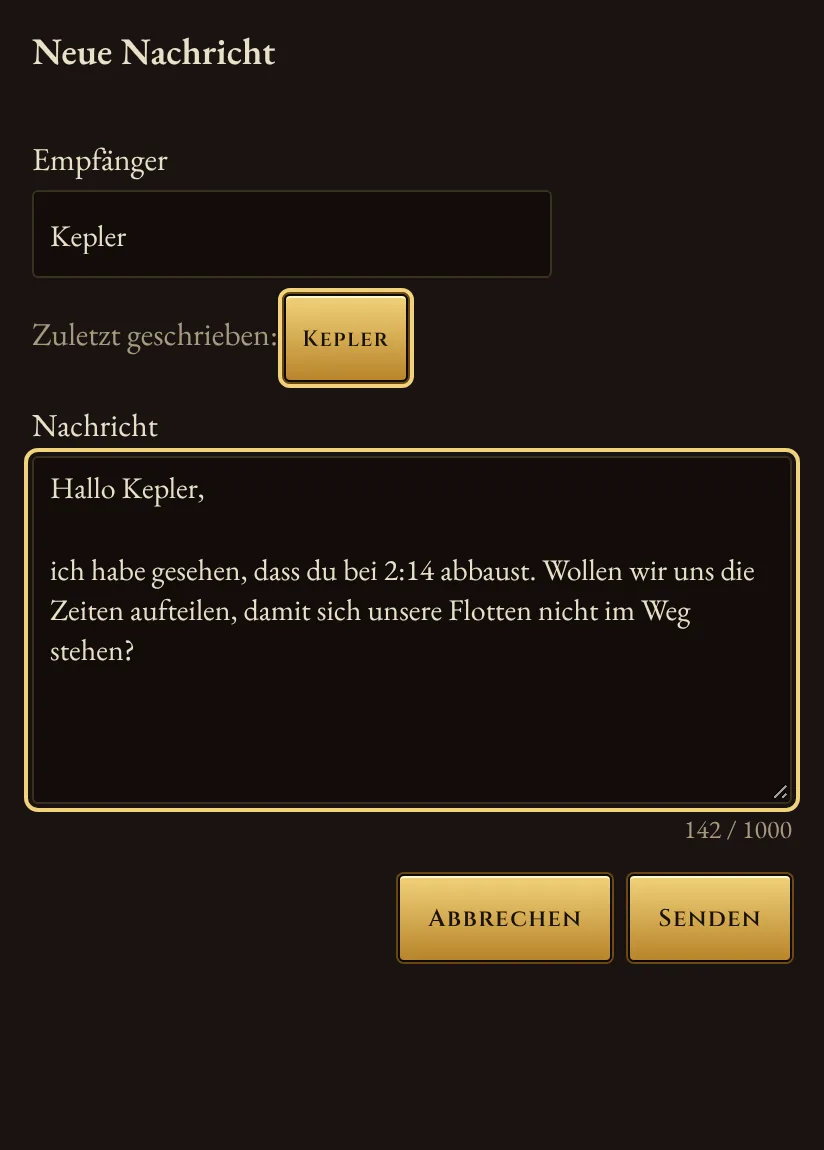 Neue Nachricht
Empfänger
Kepler
Zuletzt geschrieben: Kepler
Nachricht
Hallo Kepler,
ich habe gesehen, dass du bei 2:14 abbaust. Wollen wir uns die
Zeiten aufteilen, damit sich unsere Flotten nicht im Weg
stehen?
142 / 1000
Abbrechen Senden